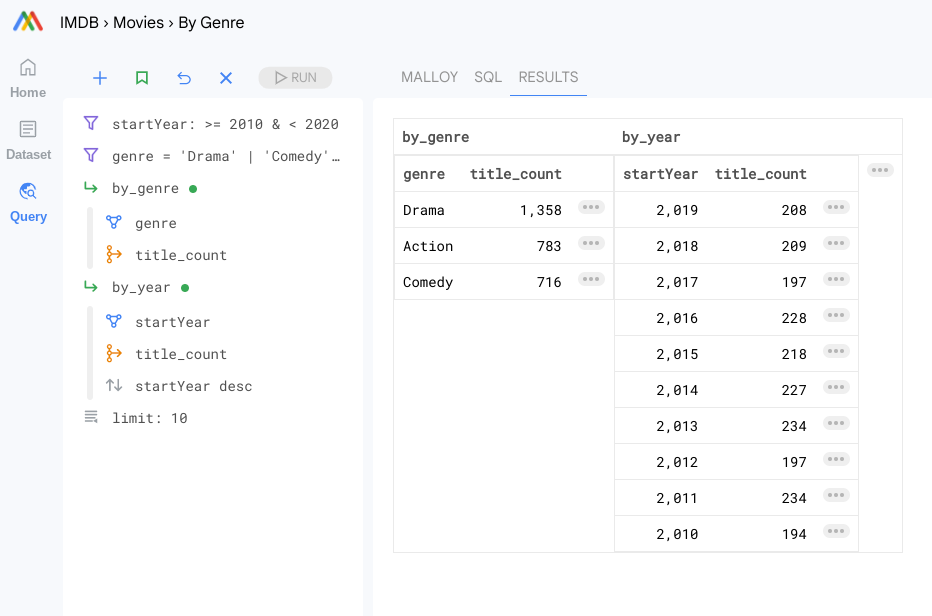 IMDB › Movies › By Genre
Home
Dataset
Query
RUN
startYear: >= 2010 & < 2020
genre = 'Drama' | 'Comedy'…
by_genre
genre
title_count
by_year
startYear
title_count
startYear desc
limit: 10
MALLOY SQL RESULTS
by_genre by_year
genre title_count startYear title_count
Drama 1,358 2,019 208
Action 783 2,018 209
Comedy 716 2,017 197
2,016 228
2,015 218
2,014 227
2,013 234
2,012 197
2,011 234
2,010 194